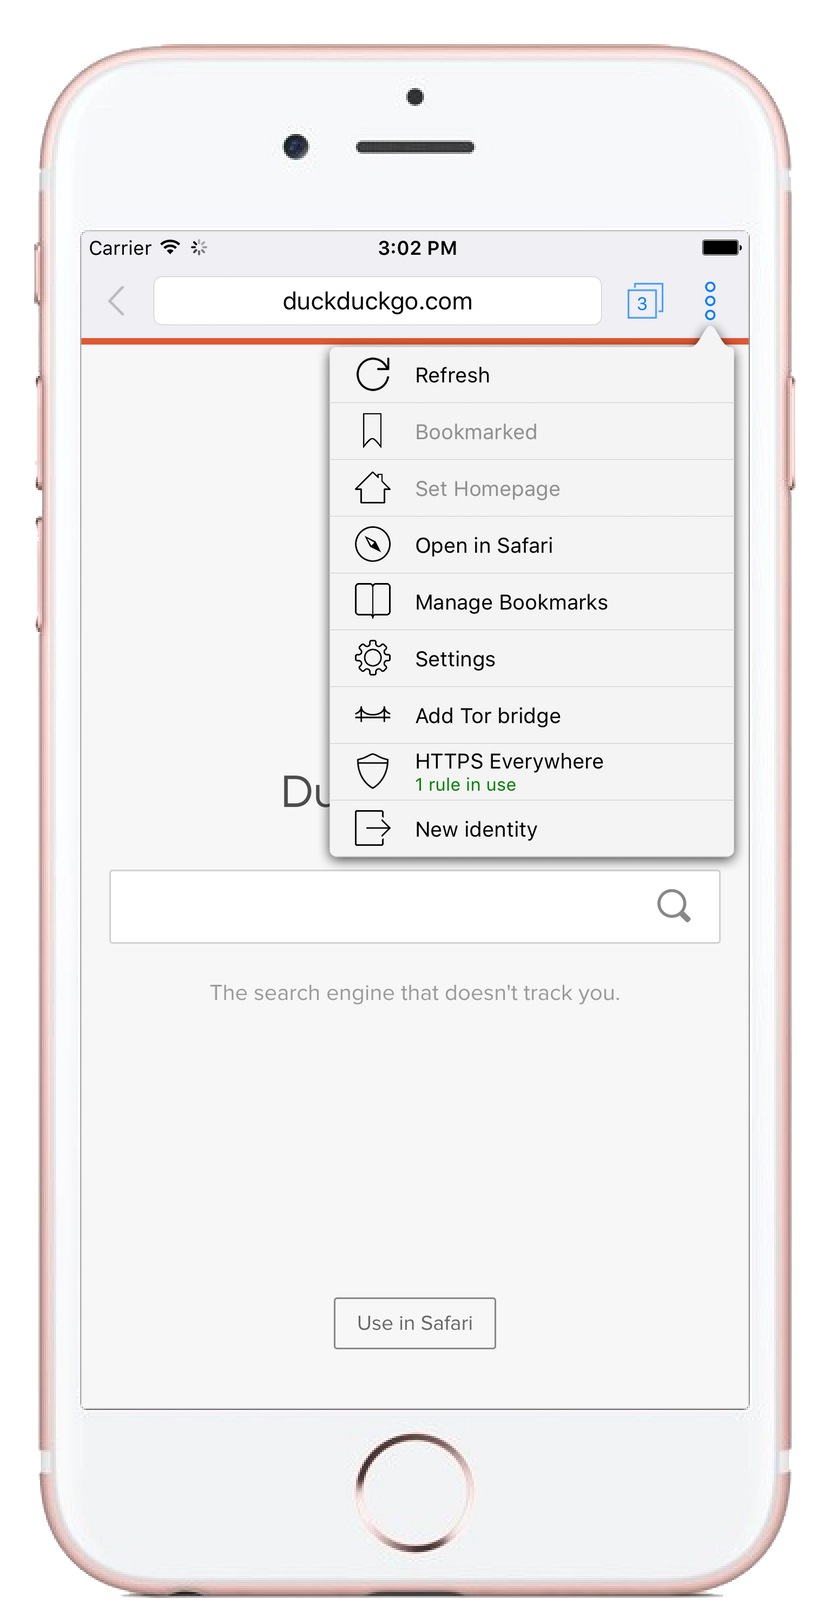 Carrier 3:02 PM
duckduckgo.com 3
Refresh
Bookmarked
Set Homepage
Open in Safari
Manage Bookmarks
Settings
Add Tor bridge
HTTPS Everywhere
1 rule in use
New identity
Du
The search engine that doesn't track you.
Use in Safari